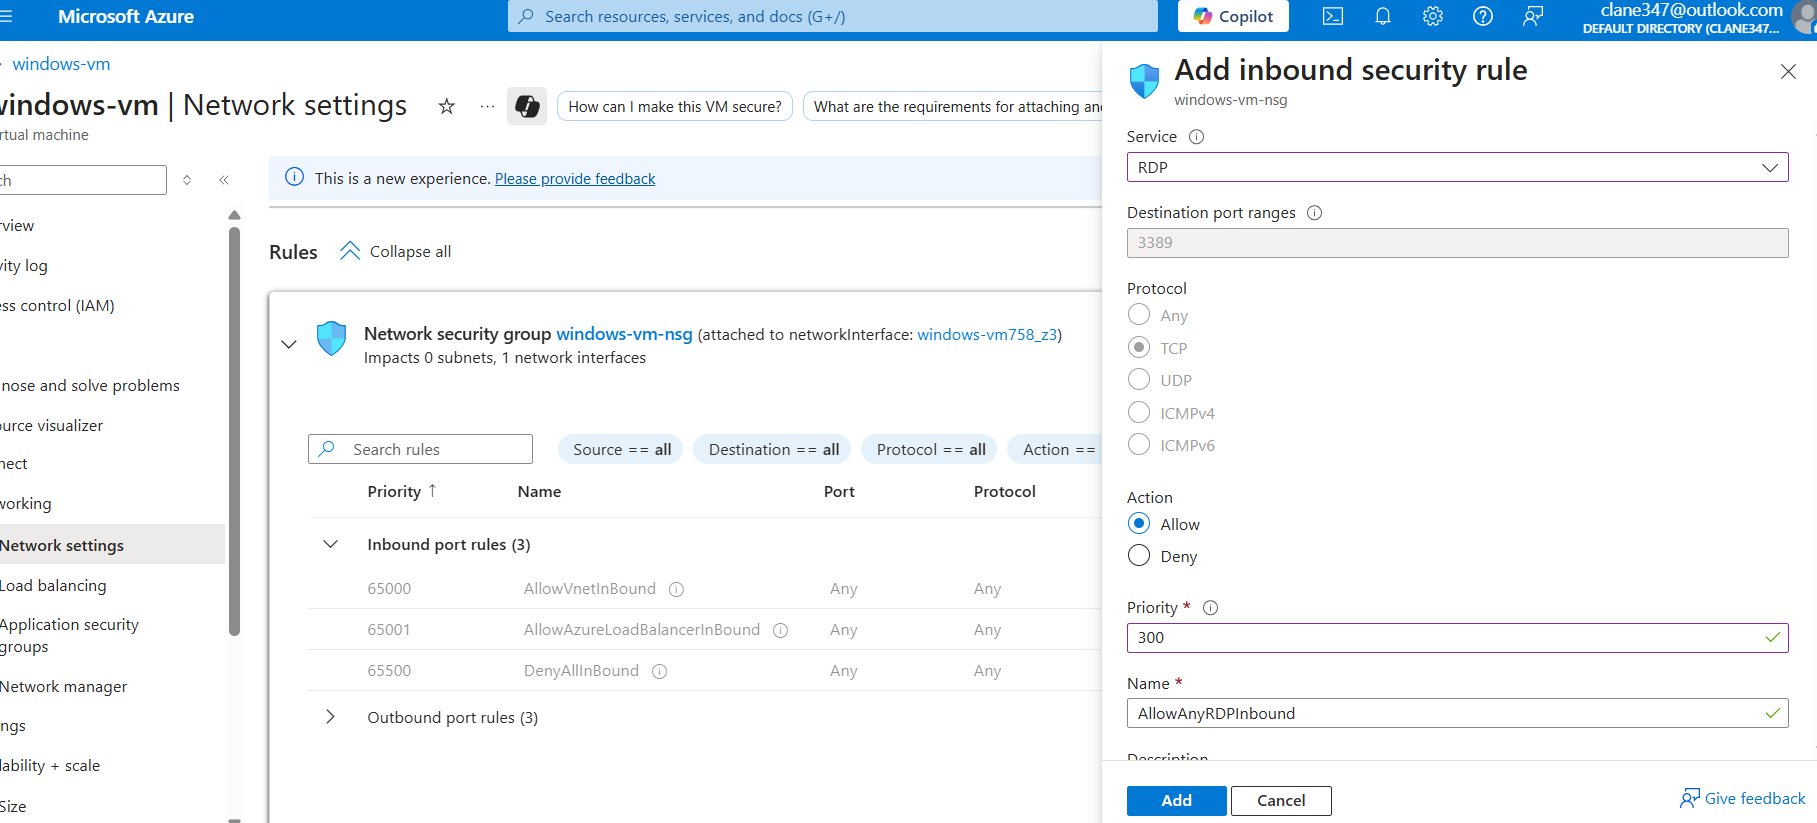 Microsoft Azure
Search resources, services, and docs (G+/)
Copilot
clane347@outlook.com
DEFAULT DIRECTORY (CLANE347...
windows-vm
windows-vm | Network settings
rtual machine
How can I make this VM secure?
What are the requirements for attaching an
ch
This is a new experience. Please provide feedback
rview
vity log
ess control (IAM)
nose and solve problems
ource visualizer
nect
working
Network settings
Load balancing
Application security
groups
Network manager
ngs
lability + scale
Size
Rules
Collapse all
Network security group windows-vm-nsg (attached to networkInterface: windows-vm758_z3)
Impacts 0 subnets, 1 network interfaces
Search rules
Source == all
Destination == all
Protocol == all
Action ==
Priority ↑ Name Port Protocol
Inbound port rules (3)
65000 AllowVnetInBound Any Any
65001 AllowAzureLoadBalancerInBound Any Any
65500 DenyAllInBound Any Any
Outbound port rules (3)
Add inbound security rule
windows-vm-nsg
Service
RDP
Destination port ranges
3389
Protocol
Any
TCP
UDP
ICMPv4
ICMPv6
Action
Allow
Deny
Priority *
300
Name *
AllowAnyRDPInbound
Description
Add
Cancel
Give feedback